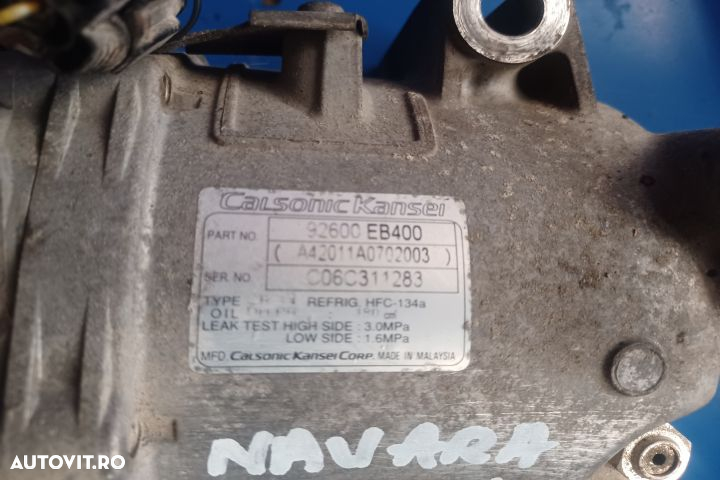 Calsonic Kansei
PART NO. 92600 EB400
( A42011A0702003 )
SER. NO. C06C311283
TYPE REFRIG. HFC-134a
OIL
LEAK TEST HIGH SIDE : 3.0MPa
LOW SIDE : 1.6MPa
MFD. CALSONIC KANSEI CORP. MADE IN MALAYSIA
NAVARA
AUTOVIT.RO